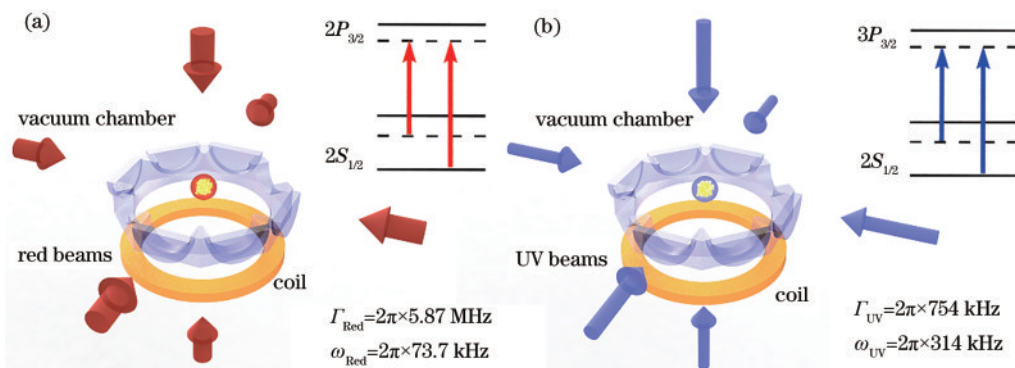 (a)
2P3/2
vacuum chamber
2S1/2
red beams
coil
ΓRed=2π×5.87 MHz
ωRed=2π×73.7 kHz
(b)
3P3/2
vacuum chamber
2S1/2
UV beams
coil
ΓUV=2π×754 kHz
ωUV=2π×314 kHz